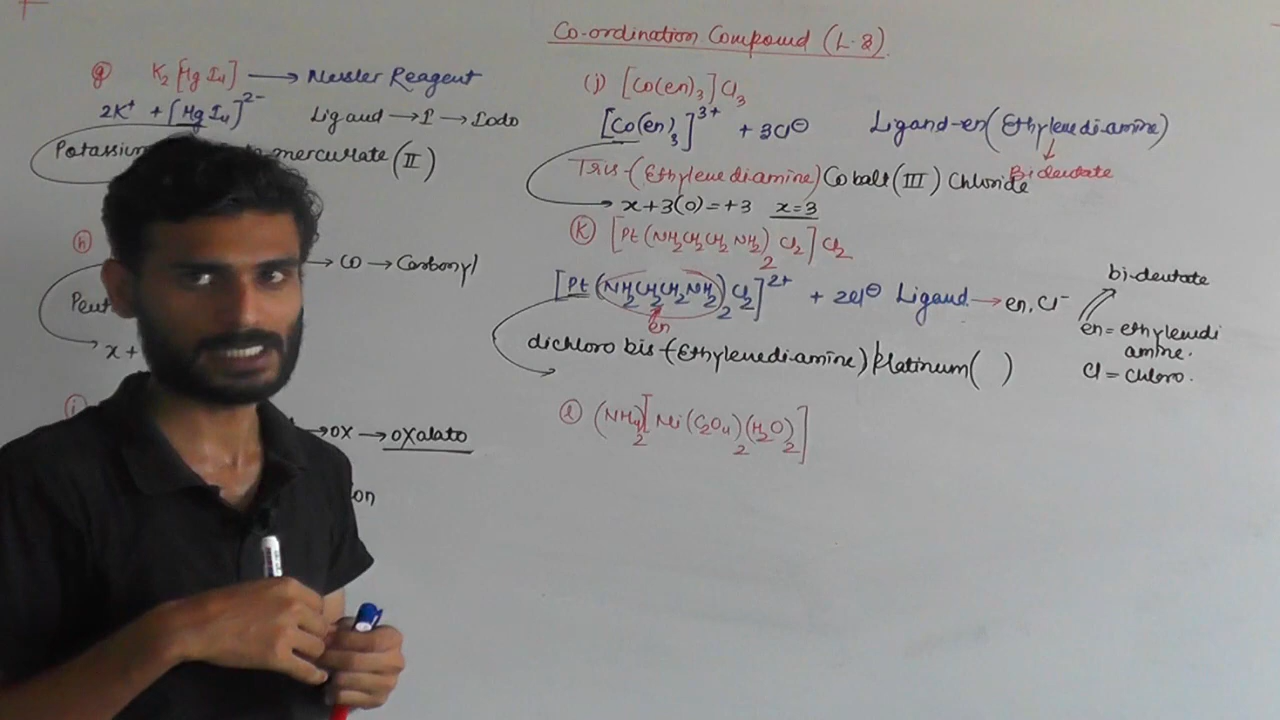 Co-ordination Compound (L-8)
(g) K₂[HgI₄] → Nessler Reagent
2K⁺ + [HgI₄]²⁻ Ligand → I → Iodo
Potassium mercurate (II)
(h) → CO → Carbonyl
Pent
x +
(i) → OX → OXalato
ion
(j) [Co(en)₃]Cl₃
[Co(en)₃]³⁺ + 3Cl⊖ Ligand-en(Ethylenediamine)
Bidentate
Tris-(Ethylenediamine)Cobalt(III) Chloride
x+3(0)=+3 x=3
(k) [Pt(NH₂CH₂CH₂NH₂)₂Cl₂]Cl₂
[Pt(NH₂CH₂CH₂NH₂)₂Cl₂]²⁺ + 2Cl⊖ Ligand → en, Cl⁻
en
bi-dentate
en = ethylenedi
amine.
Cl = chloro.
dichloro bis-(Ethylenediamine)Platinum( )
(l) (NH₄)₂[Ni(C₂O₄)₂(H₂O)₂]